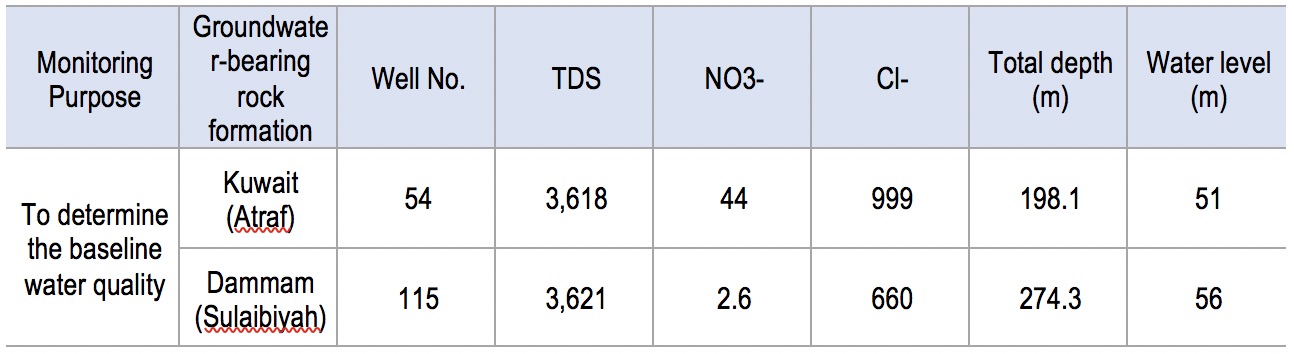 Monitoring
Purpose
Groundwate
r-bearing
rock
formation
Well No.
TDS
NO3-
Cl-
Total depth
(m)
Water level
(m)
To determine
the baseline
water quality
Kuwait
(Atraf)
54
3,618
44
999
198.1
51
Dammam
(Sulaibiyah)
115
3,621
2.6
660
274.3
56